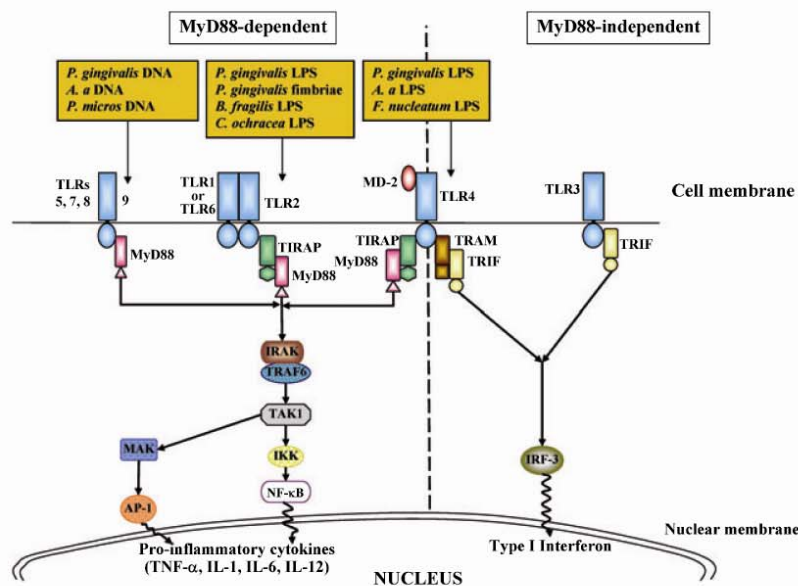 MyD88-dependent
MyD88-independent
P. gingivalis DNA
A. a DNA
P. micros DNA
P. gingivalis LPS
P. gingivalis fimbriae
B. fragilis LPS
C. ochracea LPS
P. gingivalis LPS
A. a LPS
F. nucleatum LPS
TLRs
5, 7, 8
9
TLR1
or
TLR6
TLR2
MD-2
TLR4
TLR3
Cell membrane
MyD88
TIRAP
MyD88
TIRAP
MyD88
TRAM
TRIF
TRIF
IRAK
TRAF6
TAK1
MAK
IKK
IRF-3
AP-1
NF-κB
Nuclear membrane
Pro-inflammatory cytokines
(TNF-α, IL-1, IL-6, IL-12)
Type I Interferon
NUCLEUS